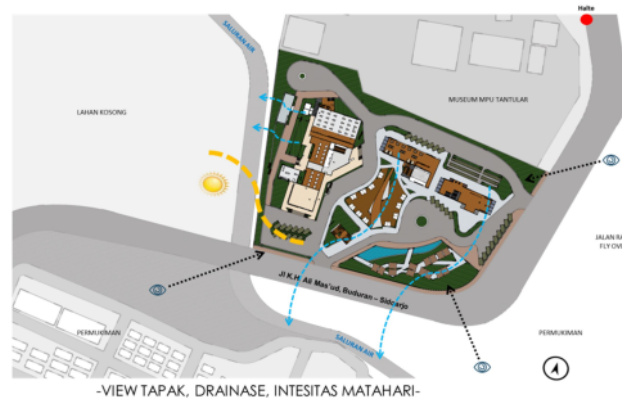 Halte
SALURAN AIR
MUSEUM MPU TANTULAR
LAHAN KOSONG
JALAN RA
FLY OV
Jl K.H. Ali Mas'ud, Buduran – Sidoarjo
PERMUKIMAN
PERMUKIMAN
SALURAN AIR
-VIEW TAPAK, DRAINASE, INTESITAS MATAHARI-